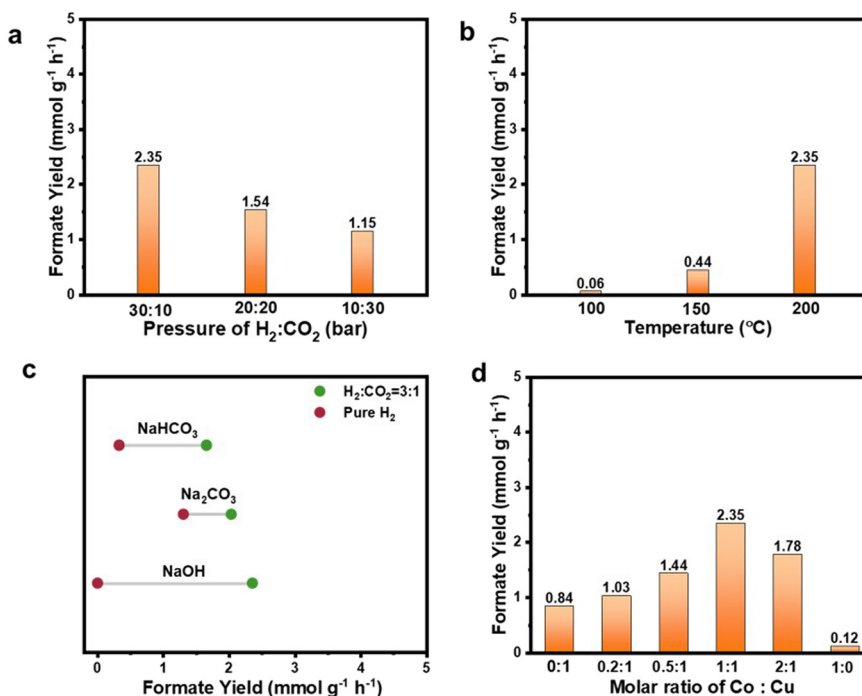 a
Formate Yield (mmol g⁻¹ h⁻¹)
5
4
3
2
1
0
2.35
1.54
1.15
30:10 20:20 10:30
Pressure of H₂:CO₂ (bar)
b
Formate Yield (mmol g⁻¹ h⁻¹)
5
4
3
2
1
0
0.06
0.44
2.35
100 150 200
Temperature (°C)
c
H₂:CO₂=3:1
Pure H₂
NaHCO₃
Na₂CO₃
NaOH
0 1 2 3 4 5
Formate Yield (mmol g⁻¹ h⁻¹)
d
Formate Yield (mmol g⁻¹ h⁻¹)
5
4
3
2
1
0
0.84
1.03
1.44
2.35
1.78
0.12
0:1 0.2:1 0.5:1 1:1 2:1 1:0
Molar ratio of Co : Cu